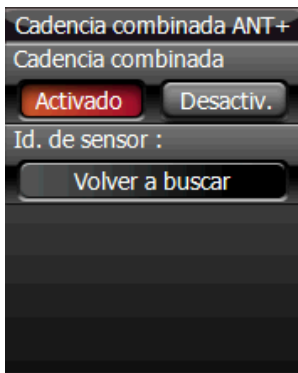 Cadencia combinada ANT+
Cadencia combinada
Activado Desactiv.
Id. de sensor :
Volver a buscar